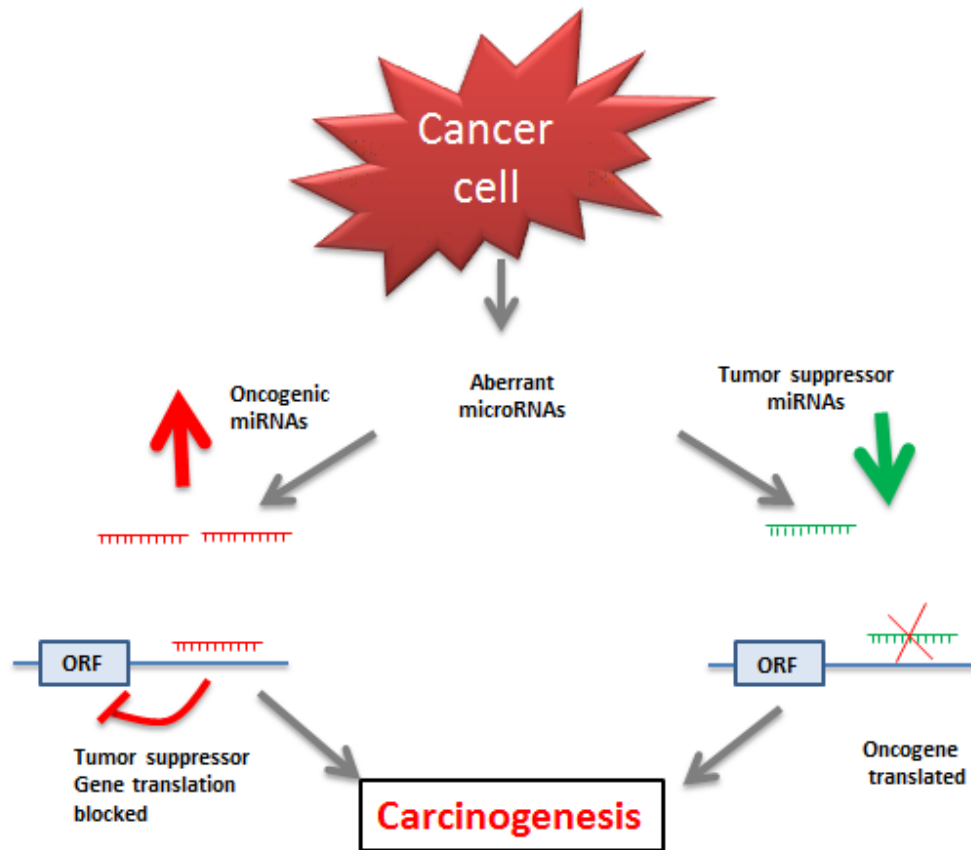 Cancer
cell
Oncogenic
miRNAs
Aberrant
microRNAs
Tumor suppressor
miRNAs
ORF
Tumor suppressor
Gene translation
blocked
ORF
Oncogene
translated
Carcinogenesis